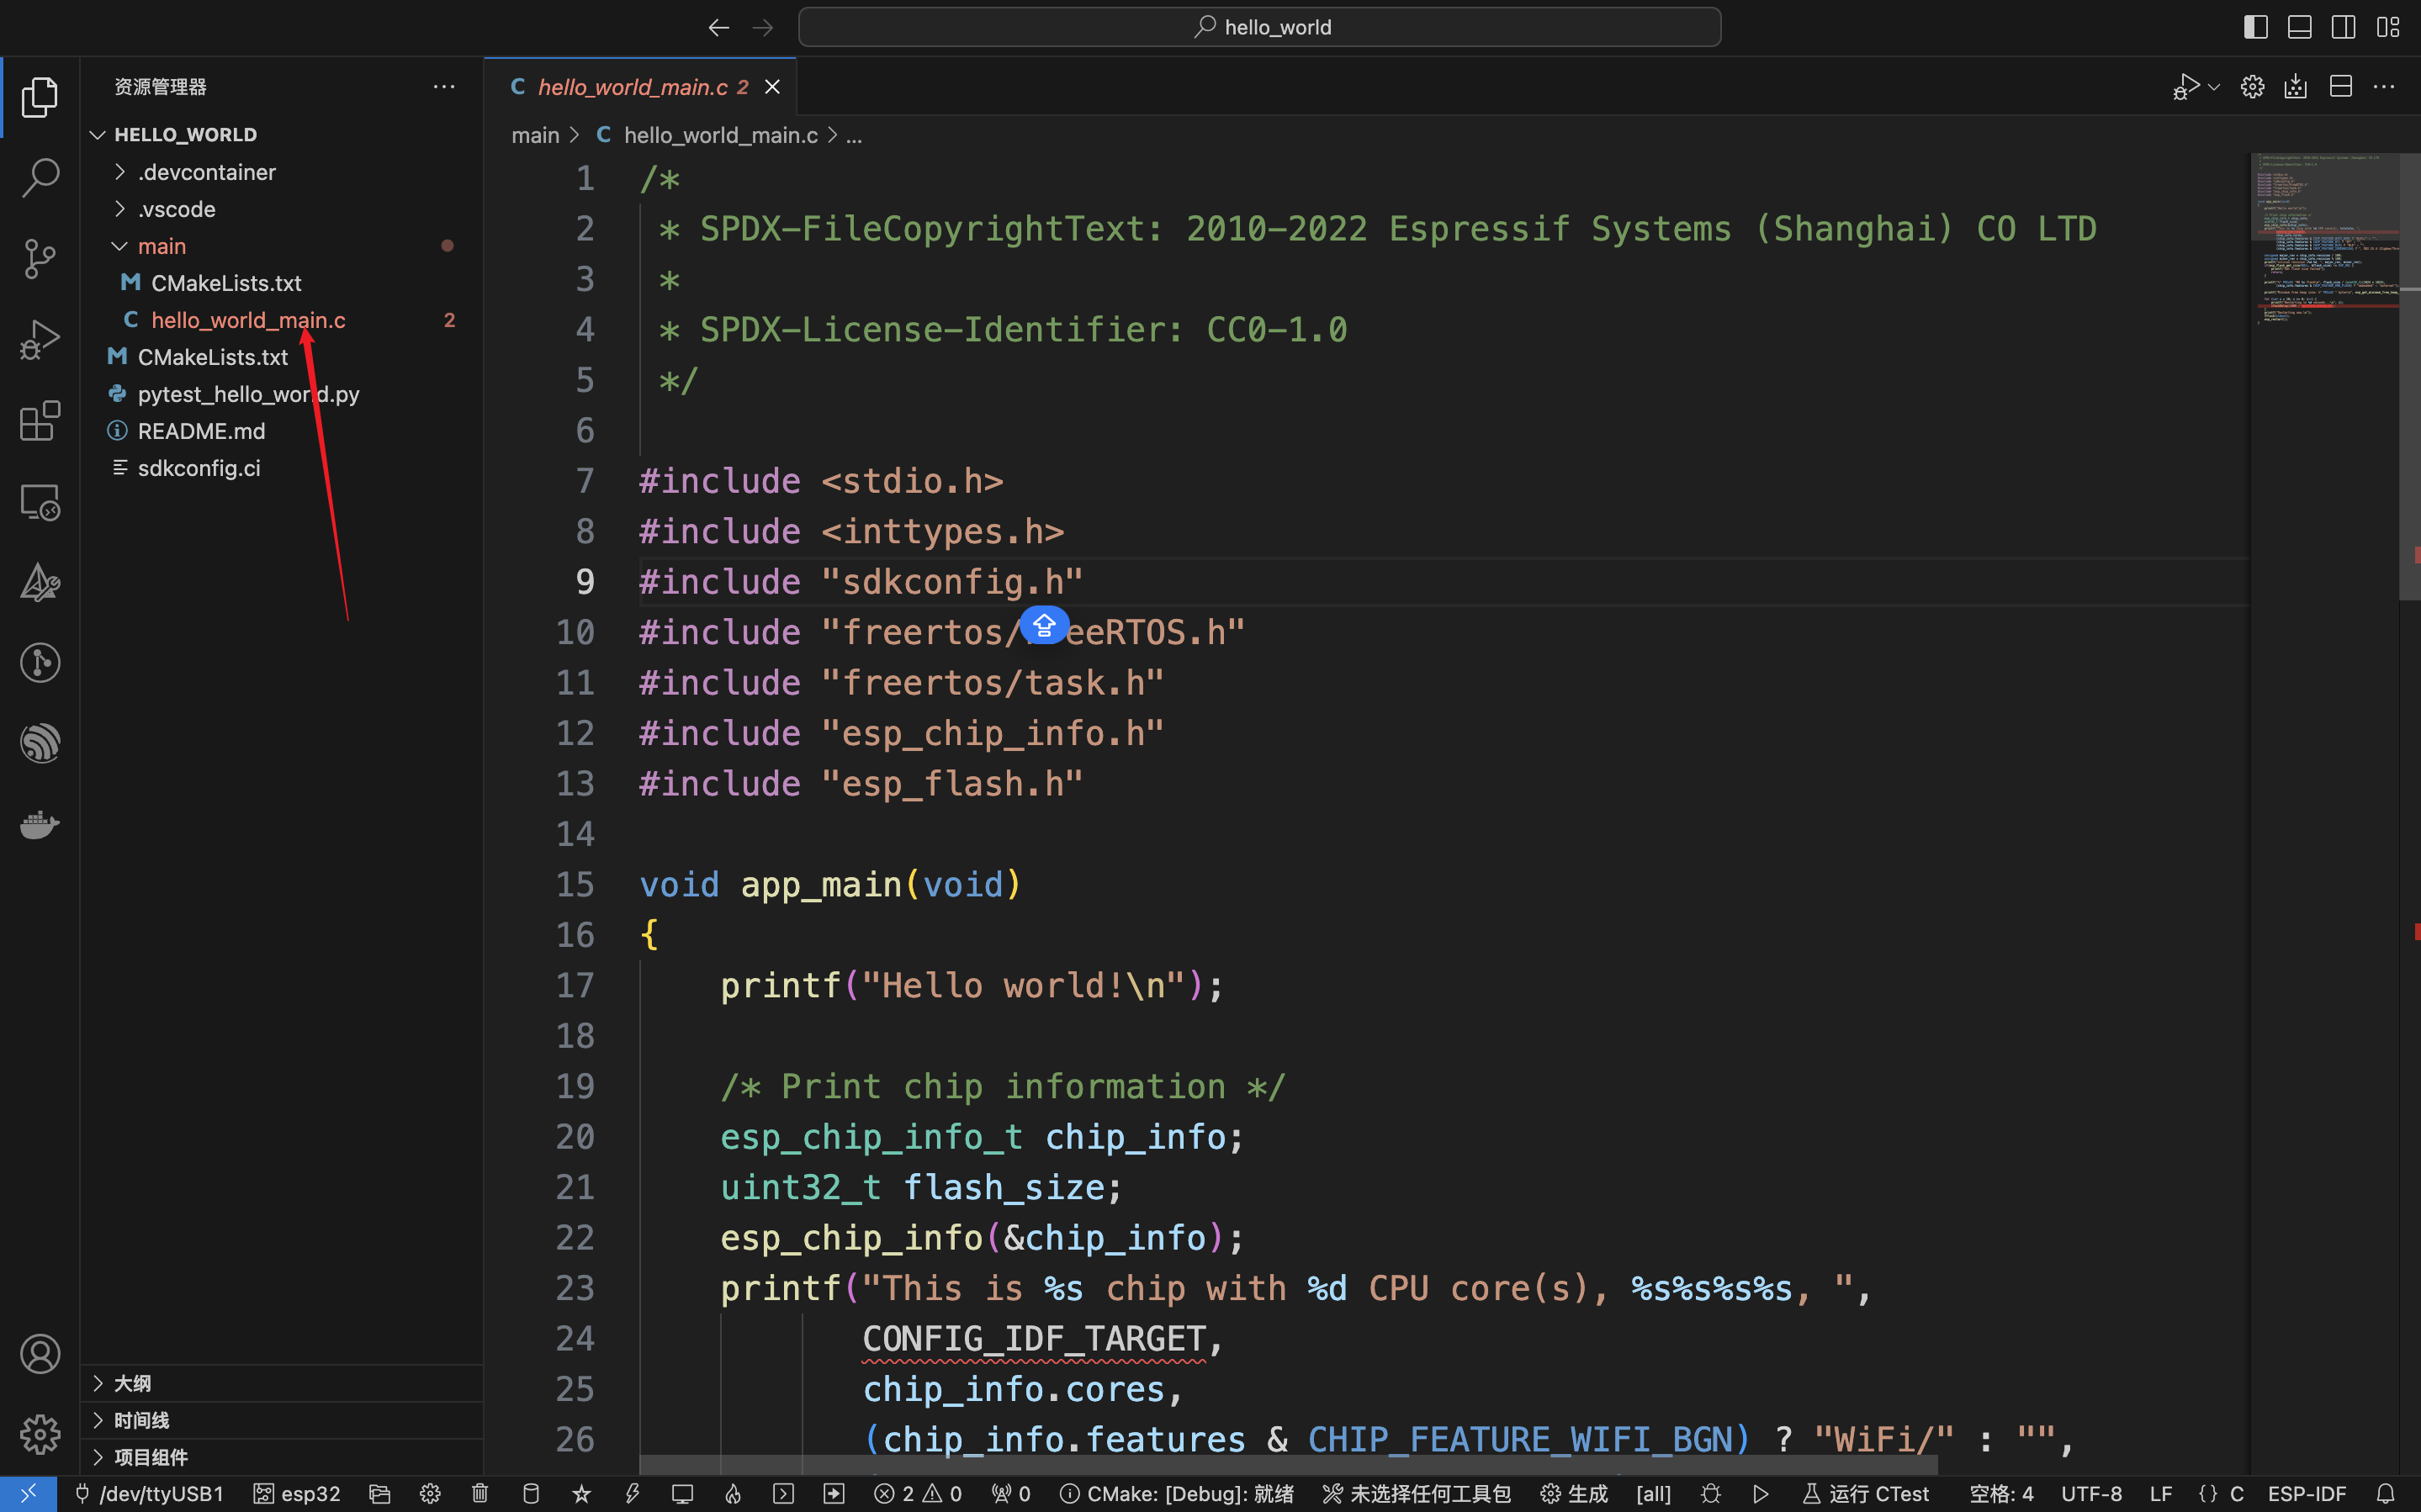 hello_world
资源管理器
HELLO_WORLD
.devcontainer
.vscode
main
CMakeLists.txt
hello_world_main.c 2
CMakeLists.txt
pytest_hello_world.py
README.md
sdkconfig.ci
大纲
时间线
项目组件
C hello_world_main.c 2
main > C hello_world_main.c > ...
1 /*
2 * SPDX-FileCopyrightText: 2010-2022 Espressif Systems (Shanghai) CO LTD
3 *
4 * SPDX-License-Identifier: CC0-1.0
5 */
6
7 #include <stdio.h>
8 #include <inttypes.h>
9 #include "sdkconfig.h"
10 #include "freertos/FreeRTOS.h"
11 #include "freertos/task.h"
12 #include "esp_chip_info.h"
13 #include "esp_flash.h"
14
15 void app_main(void)
16 {
17 printf("Hello world!\n");
18
19 /* Print chip information */
20 esp_chip_info_t chip_info;
21 uint32_t flash_size;
22 esp_chip_info(&chip_info);
23 printf("This is %s chip with %d CPU core(s), %s%s%s%s, ",
24 CONFIG_IDF_TARGET,
25 chip_info.cores,
26 (chip_info.features & CHIP_FEATURE_WIFI_BGN) ? "WiFi/" : "",
/dev/ttyUSB1 esp32 2 0 0 CMake: [Debug]: 就绪 未选择任何工具包 生成 [all] 运行 CTest 空格: 4 UTF-8 LF {} C ESP-IDF